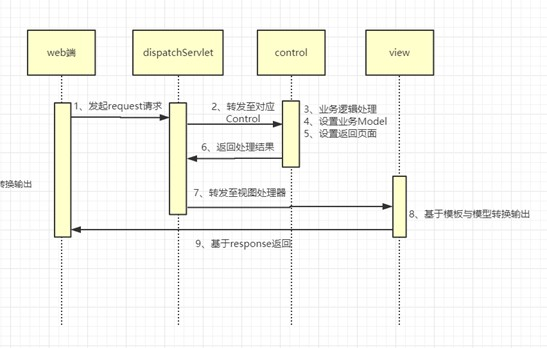 web端
dispatchServlet
control
view
1、发起request请求
2、转发至对应
Control
3、业务逻辑处理
4、设置业务Model
5、设置返回页面
6、返回处理结果
转换输出
7、转发至视图处理器
8、基于模板与模型转换输出
9、基于response返回